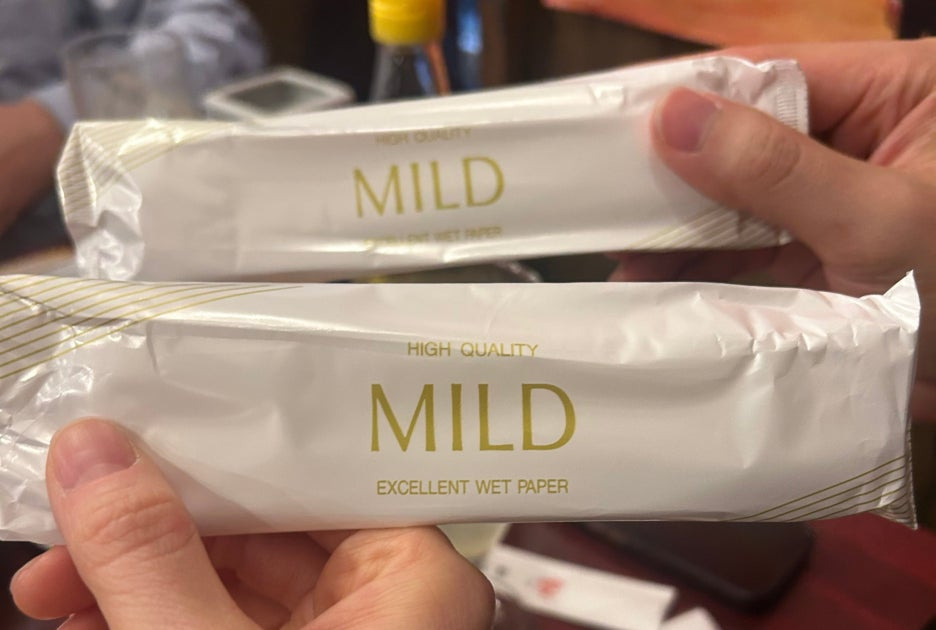 HIGH QUALITY
MILD
EXCELLENT WET PAPER
HIGH QUALITY
MILD
EXCELLENT WET PAPER